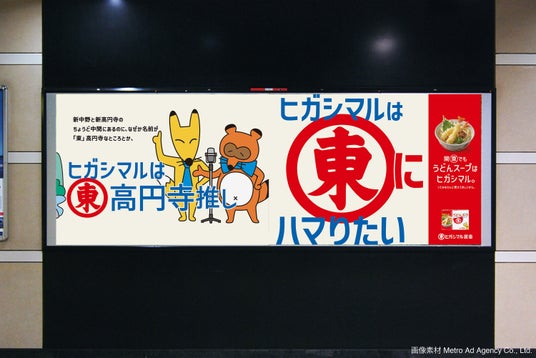 新中野と新高円寺の
ちょうど中間にあるのに、なぜか名前が
「東」高円寺なところとか、
ヒガシマルは、
東高円寺推し
ヒガシマルは
東に
ハマりたい
関東でも
うどんスープは
ヒガシマル。
東ヒガシマル醤油
画像素材 Metro Ad Agency Co., Ltd.